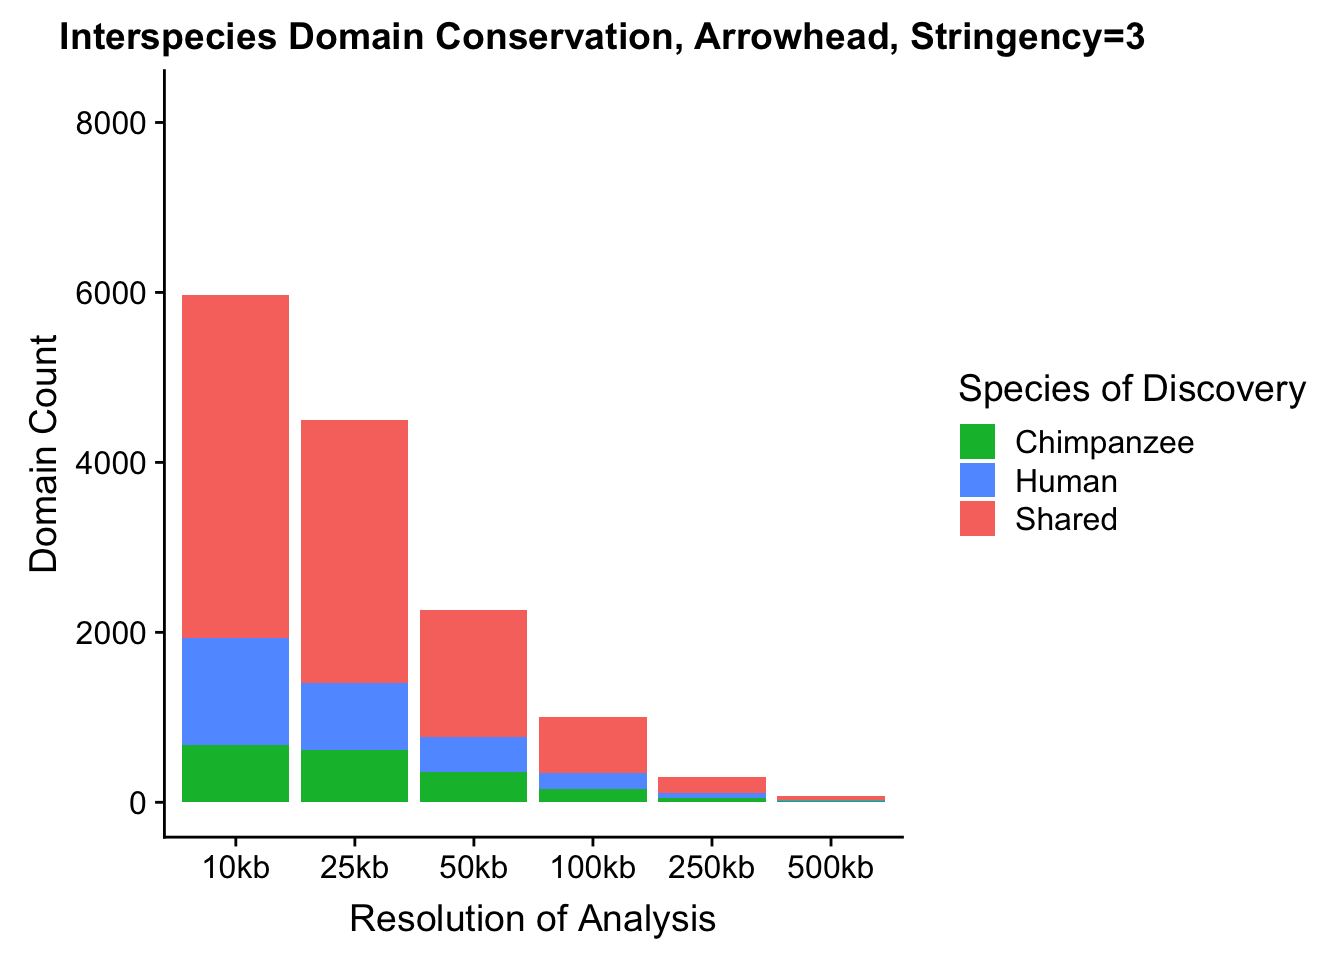 Interspecies Domain Conservation, Arrowhead, Stringency=3
8000
6000
4000
2000
0
Domain Count
10kb 25kb 50kb 100kb 250kb 500kb
Resolution of Analysis
Species of Discovery
Chimpanzee
Human
Shared